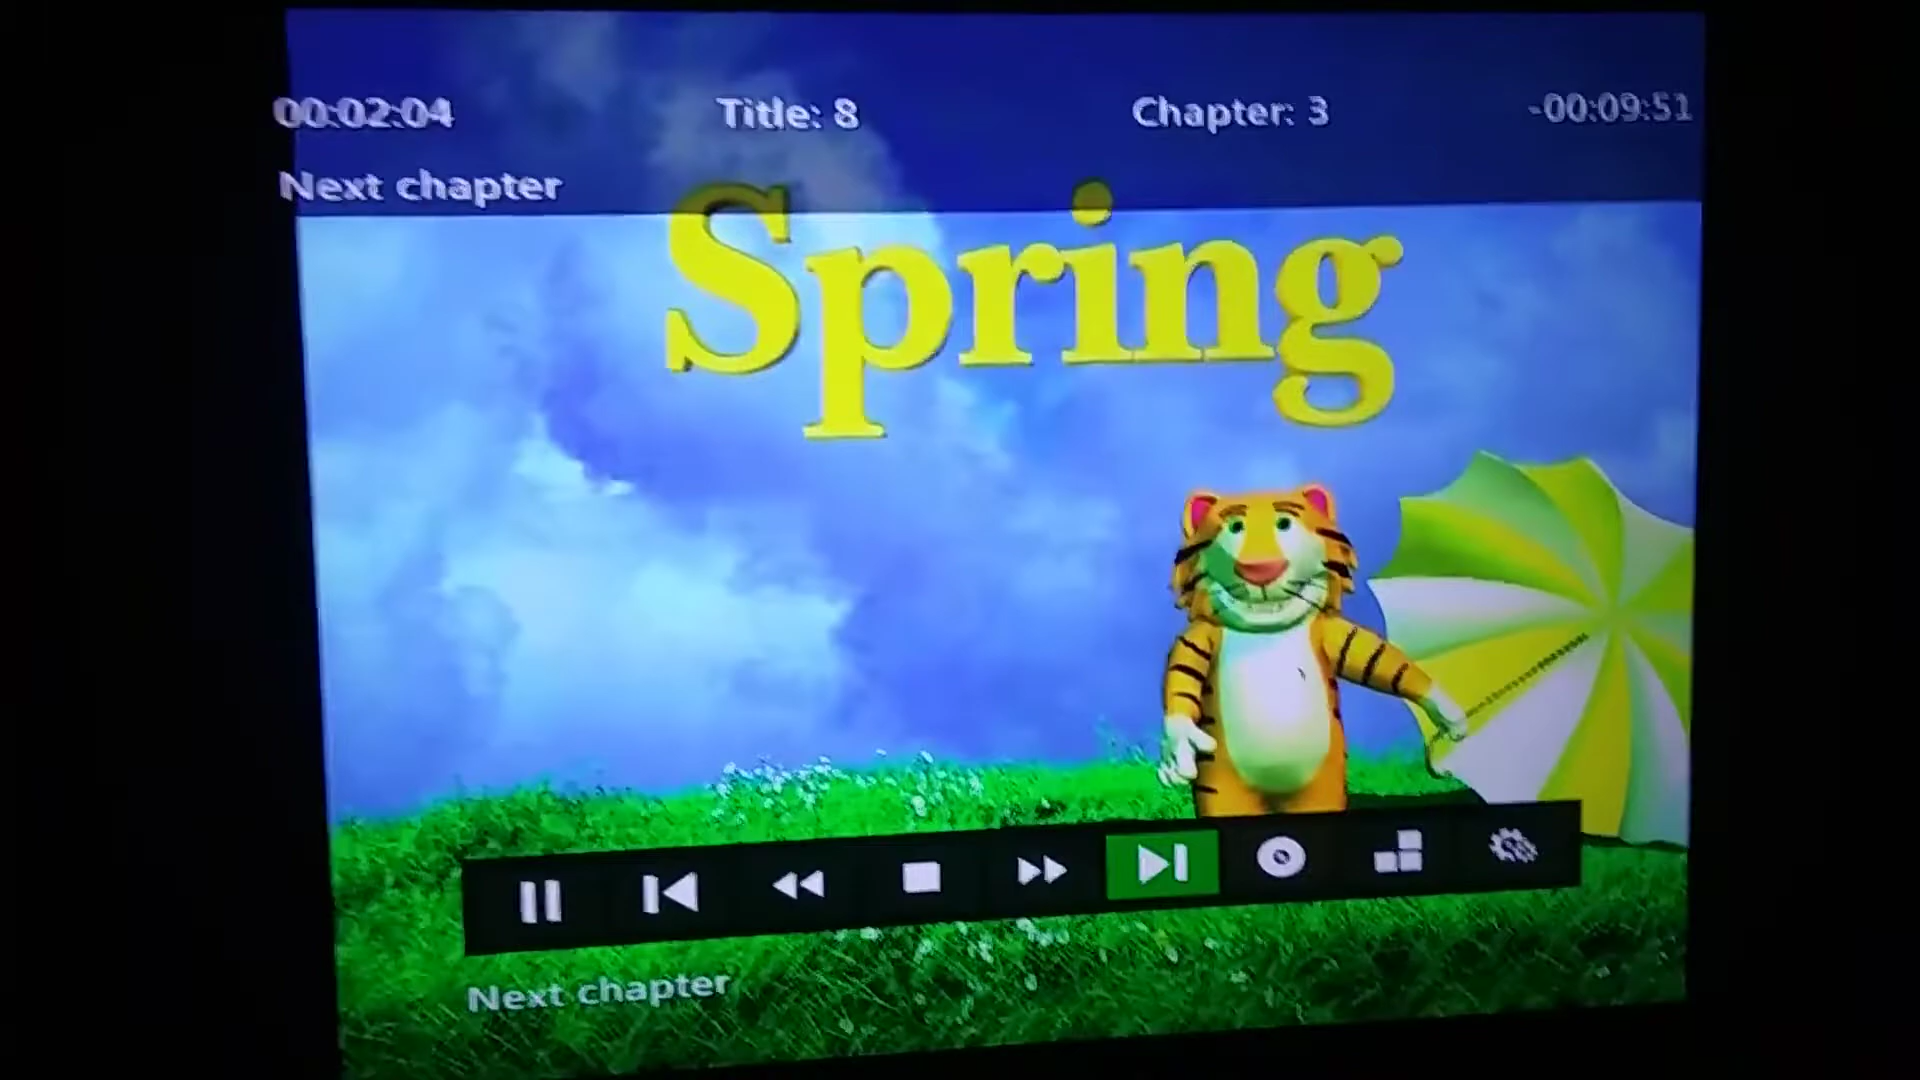 00:02:04 Title: 8 Chapter: 3 -00:09:51
Next chapter
Spring
Next chapter